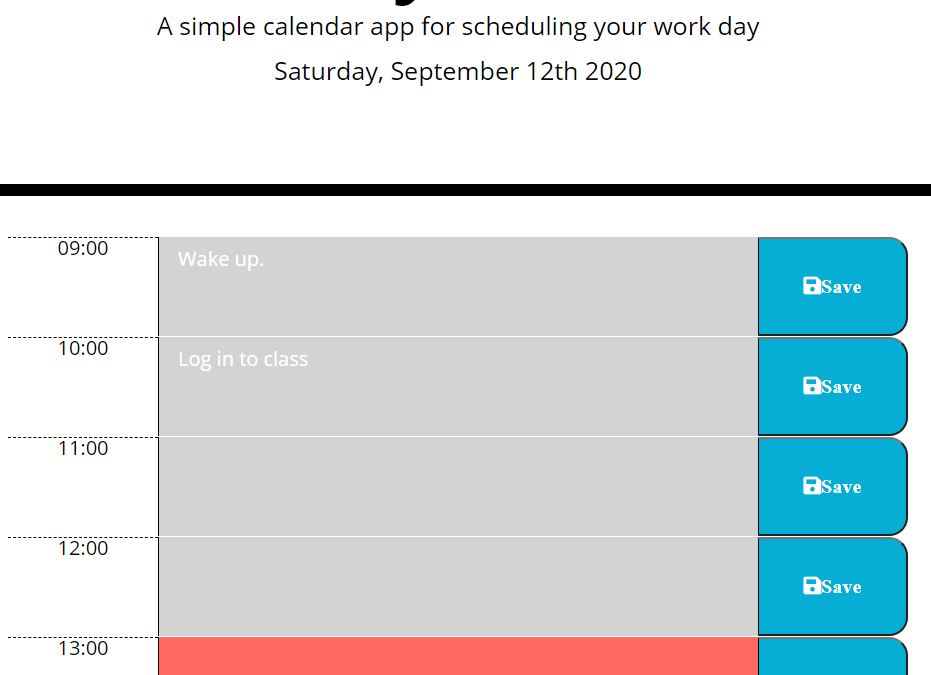 A simple calendar app for scheduling your work day
Saturday, September 12th 2020
09:00
Wake up.
Save
10:00
Log in to class
Save
11:00
Save
12:00
Save
13:00